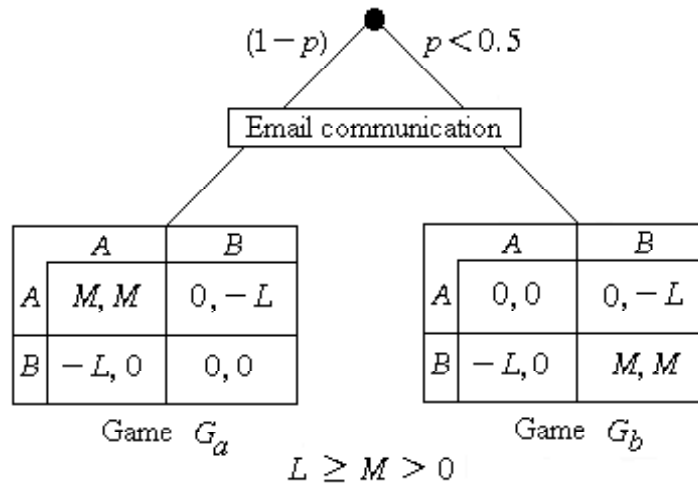 (1−p) p<0.5
Email communication
A B
A M, M 0, −L
B −L, 0 0, 0
Game G_a
A B
A 0, 0 0, −L
B −L, 0 M, M
Game G_b
L ≥ M > 0